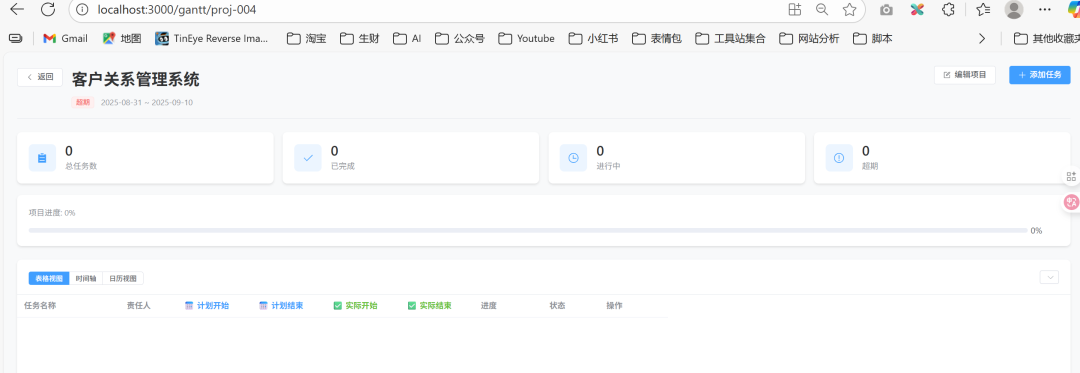 localhost:3000/gantt/proj-004
Gmail 地图 TinEye Reverse Ima... 淘宝 生财 AI 公众号 Youtube 小红书 表情包 工具站集合 网站分析 脚本 其他收藏夹
返回 客户关系管理系统 编辑项目 添加任务
超期 2025-08-31 ~ 2025-09-10
0 0 0 0
总任务数 已完成 进行中 超期
项目进度: 0%
0%
表格视图 时间轴 日历视图
任务名称 责任人 计划开始 计划结束 实际开始 实际结束 进度 状态 操作